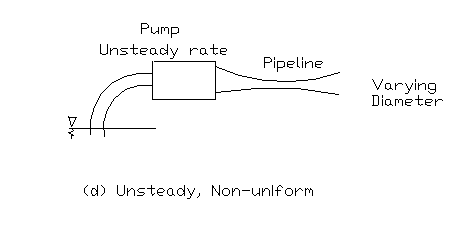 Pump
Unsteady rate
Pipeline
Varying
Diameter
(d) Unsteady, Non-uniform